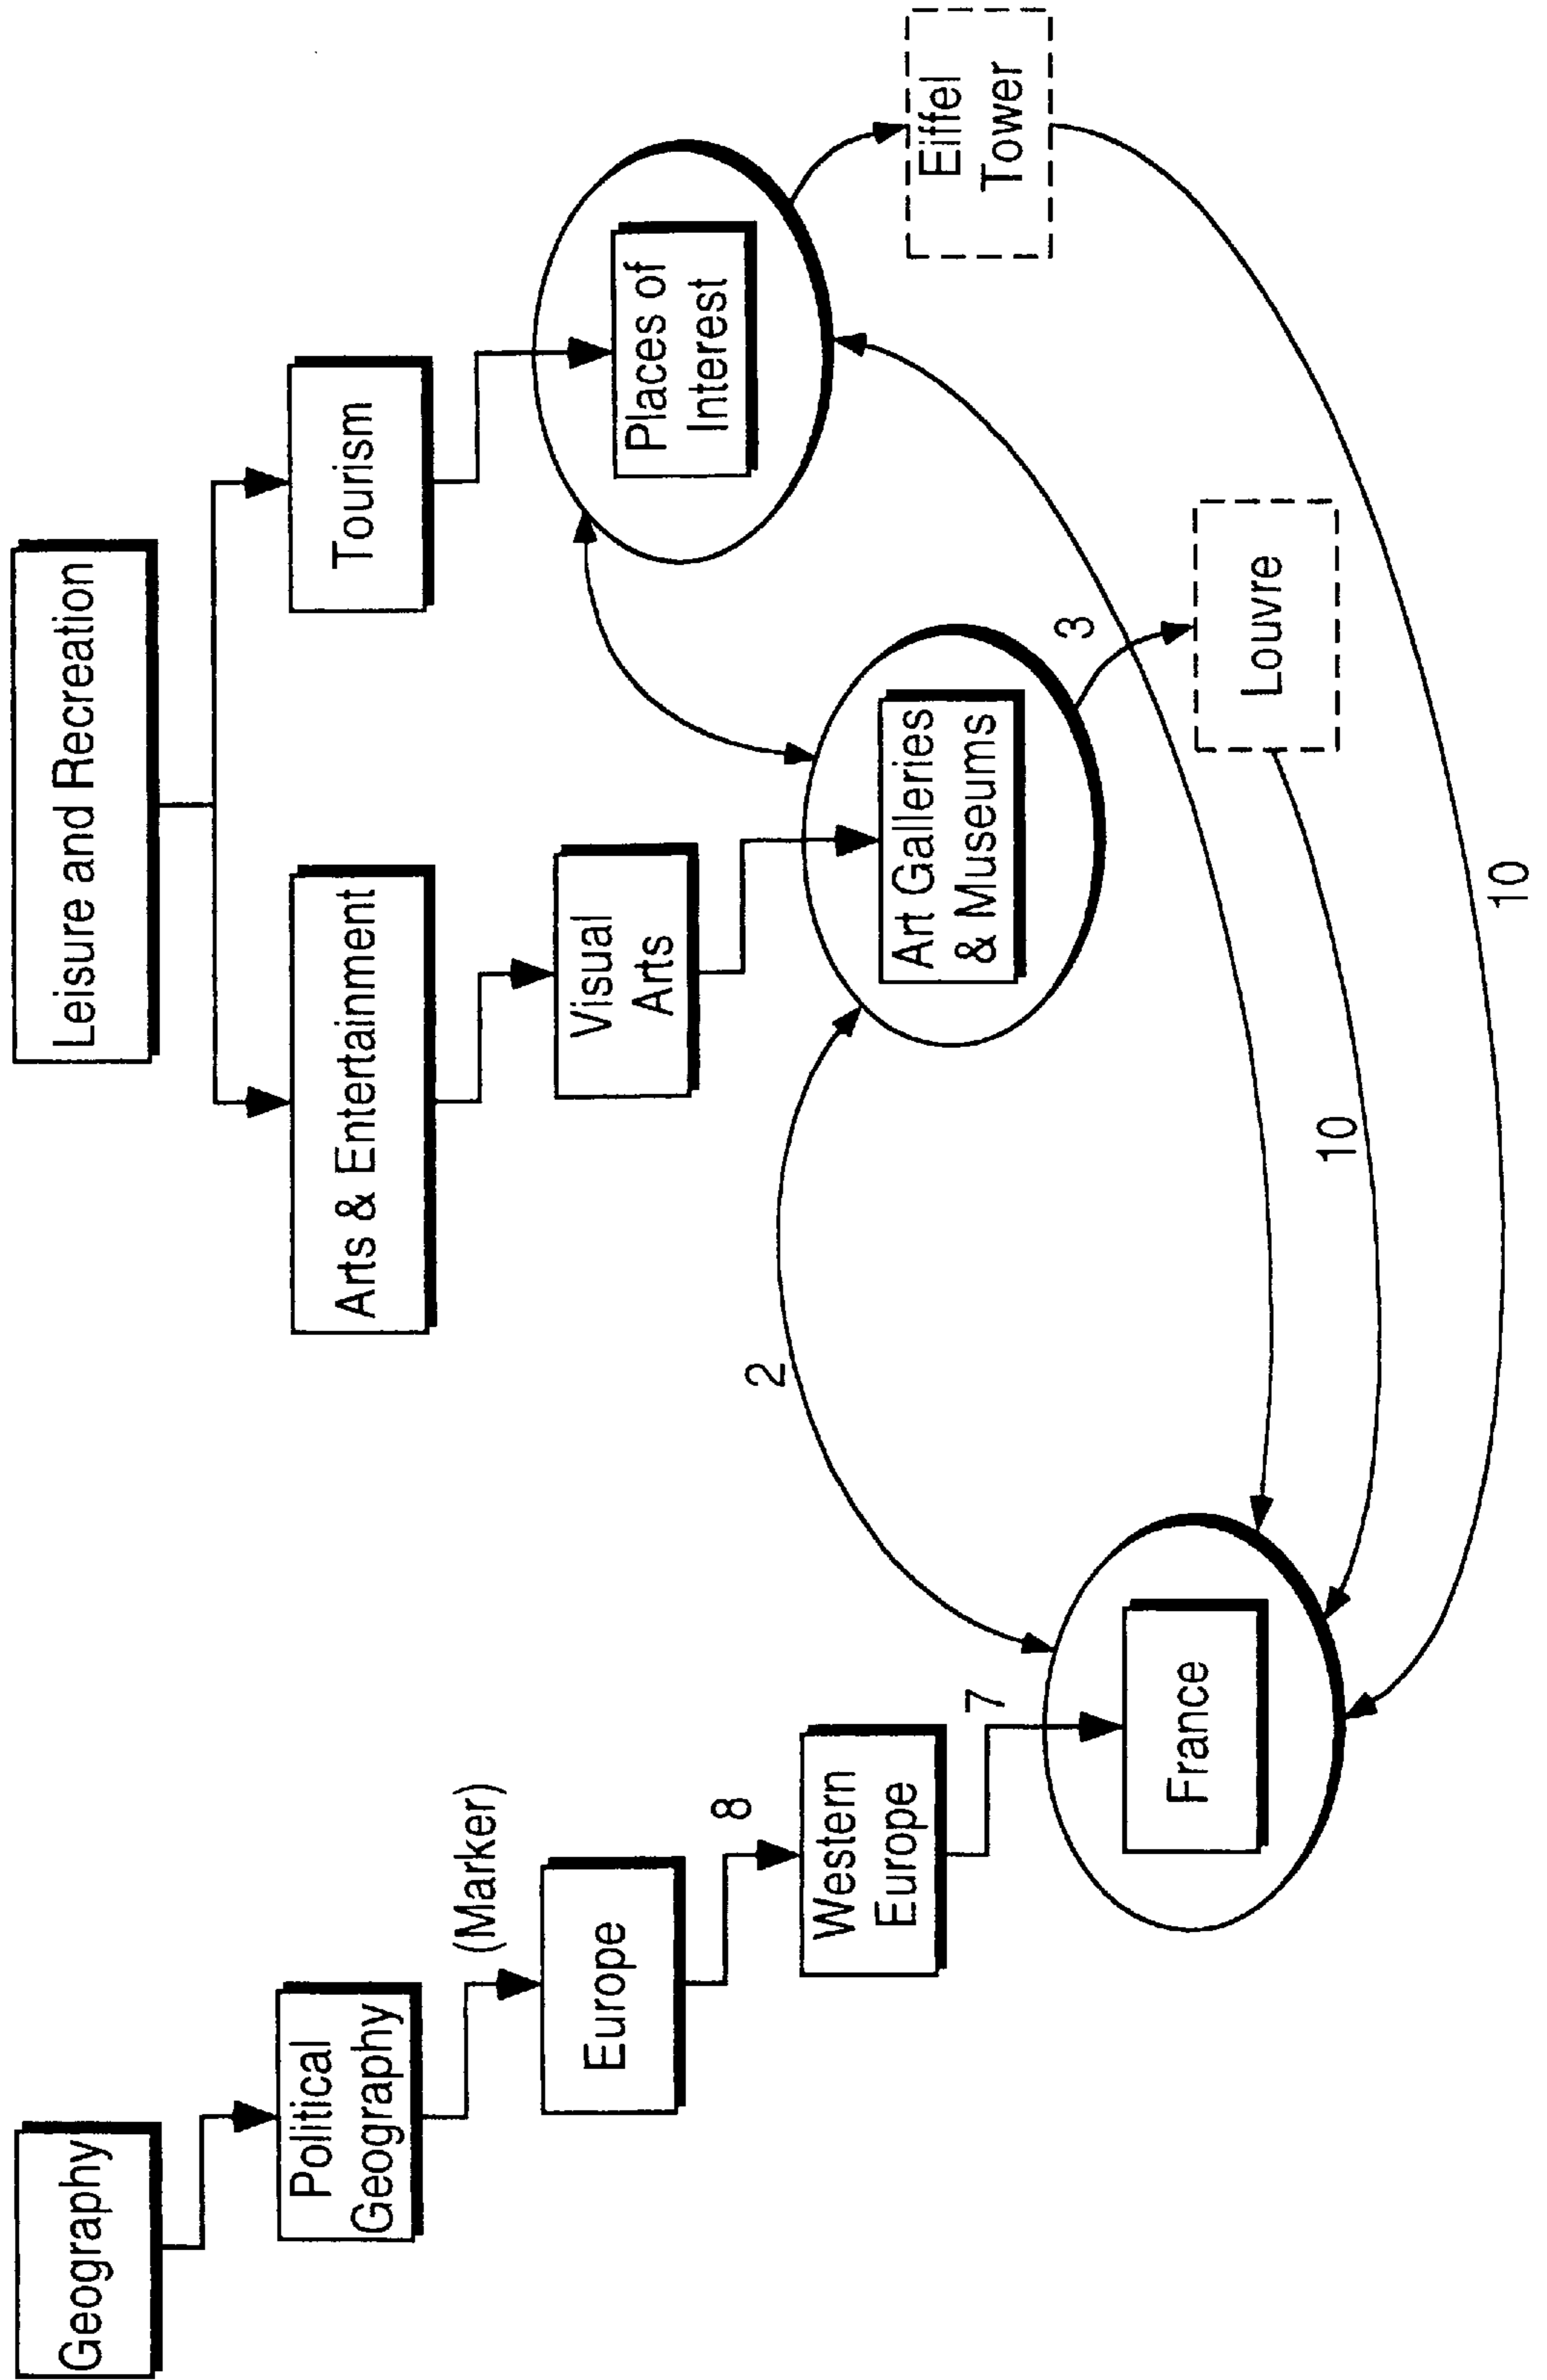 Geography
Political
Geography
(Marker)
Europe
8
Western
Europe
7
France
Leisure and Recreation
Arts & Entertainment
Visual
Arts
Art Galleries
& Museums
Tourism
Places of
Interest
2
3
Louvre
Eiffel
Tower
10
10